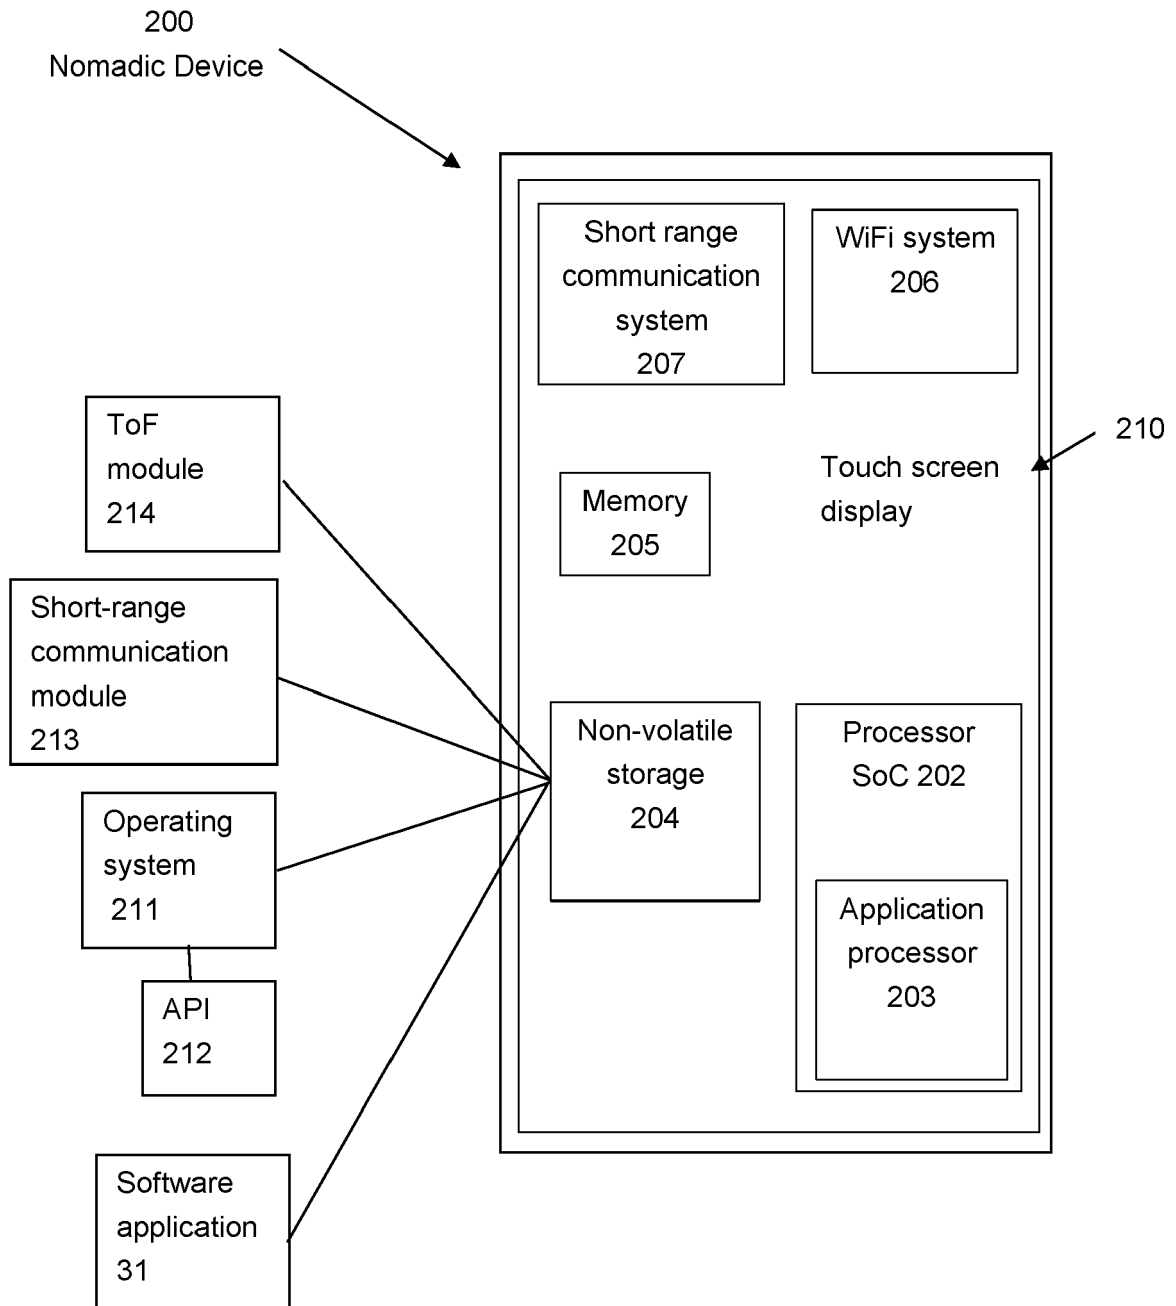 200
Nomadic Device
Short range
communication
system
207
WiFi system
206
210
Touch screen
display
ToF
module
214
Memory
205
Short-range
communication
module
213
Non-volatile
storage
204
Processor
SoC 202
Operating
system
211
Application
processor
203
API
212
Software
application
31